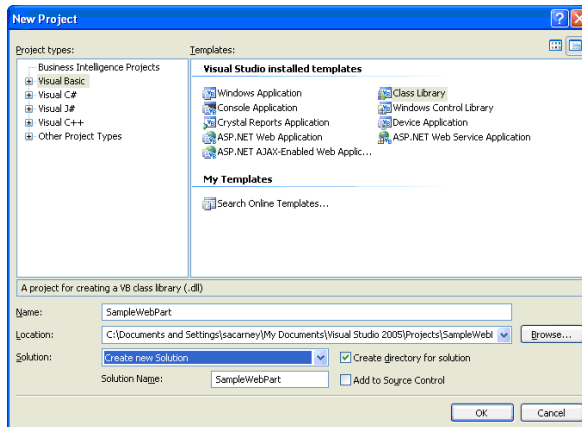 New Project
Project types:
Templates:
Business Intelligence Projects
Visual Basic
Visual C#
Visual J#
Visual C++
Other Project Types
Visual Studio installed templates
Windows Application
Class Library
Console Application
Windows Control Library
Crystal Reports Application
Device Application
ASP.NET Web Application
ASP.NET Web Service Application
ASP.NET AJAX-Enabled Web Applic...
My Templates
Search Online Templates...
A project for creating a VB class library (.dll)
Name:
SampleWebPart
Location:
C:\Documents and Settings\sacarney\My Documents\Visual Studio 2005\Projects\SampleWebI
Browse...
Solution:
Create new Solution
Create directory for solution
Solution Name:
SampleWebPart
Add to Source Control
OK
Cancel